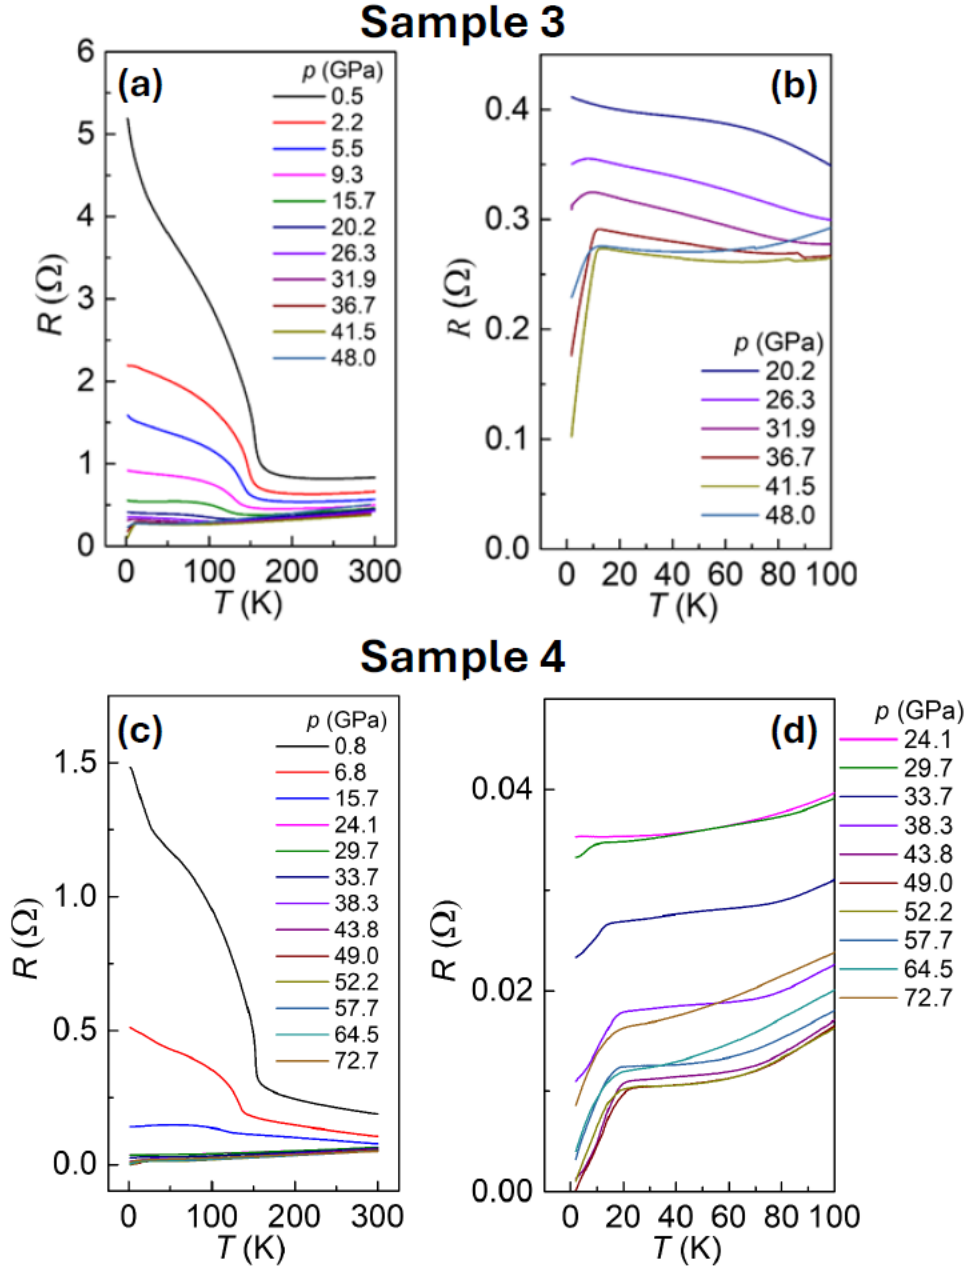 Sample 3
(a)
p (GPa)
0.5
2.2
5.5
9.3
15.7
20.2
26.3
31.9
36.7
41.5
48.0
6
5
4
3
2
1
0
R (Ω)
0 100 200 300
T (K)
(b)
0.4
0.3
0.2
0.1
0.0
R (Ω)
p (GPa)
20.2
26.3
31.9
36.7
41.5
48.0
0 20 40 60 80 100
T (K)
Sample 4
(c)
p (GPa)
0.8
6.8
15.7
24.1
29.7
33.7
38.3
43.8
49.0
52.2
57.7
64.5
72.7
1.5
1.0
0.5
0.0
R (Ω)
0 100 200 300
T (K)
(d)
p (GPa)
24.1
29.7
33.7
38.3
43.8
49.0
52.2
57.7
64.5
72.7
0.04
0.02
0.00
R (Ω)
0 20 40 60 80 100
T (K)